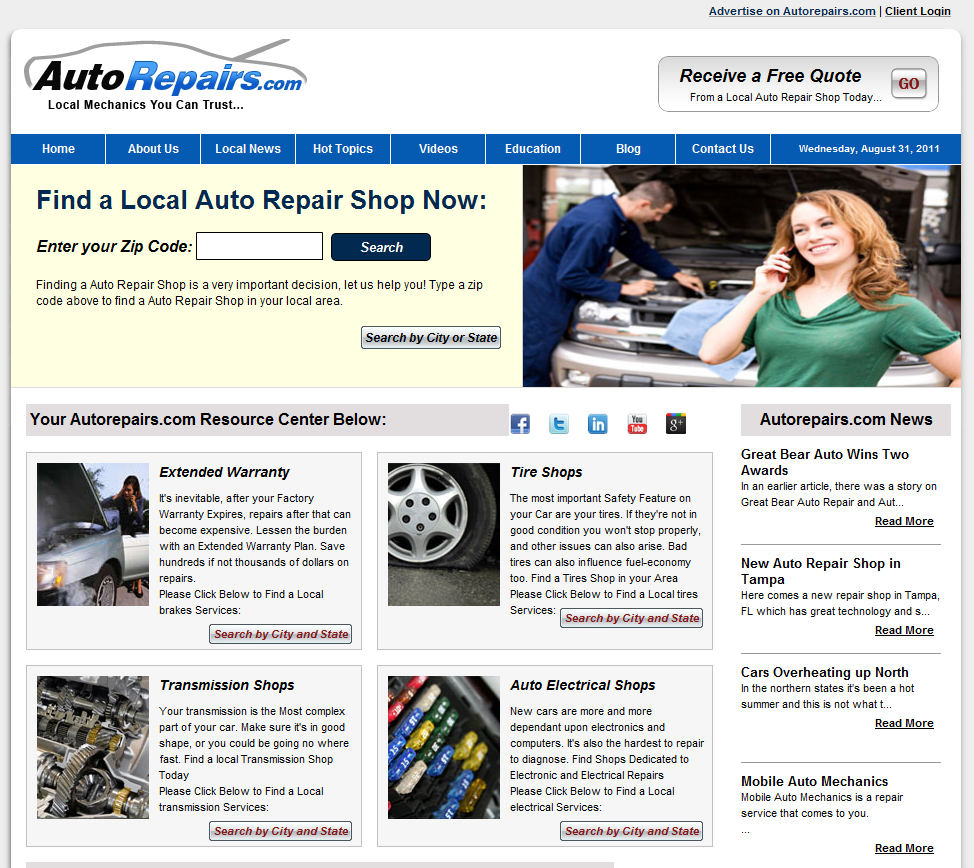 Advertise on Autorepairs.com | Client Login
AutoRepairs.com
Local Mechanics You Can Trust...
Receive a Free Quote
From a Local Auto Repair Shop Today...
GO
Home
About Us
Local News
Hot Topics
Videos
Education
Blog
Contact Us
Wednesday, August 31, 2011
Find a Local Auto Repair Shop Now:
Enter your Zip Code:
Search
Finding a Auto Repair Shop is a very important decision, let us help you! Type a zip
code above to find a Auto Repair Shop in your local area.
Search by City or State
Your Autorepairs.com Resource Center Below:
You
Tube
g+
Extended Warranty
It's inevitable, after your Factory
Warranty Expires, repairs after that can
become expensive. Lessen the burden
with an Extended Warranty Plan. Save
hundreds if not thousands of dollars on
repairs.
Please Click Below to Find a Local
brakes Services:
Search by City and State
Tire Shops
The most important Safety Feature on
your Car are your tires. If they're not in
good condition you won't stop properly,
and other issues can also arise. Bad
tires can also influence fuel-economy
too. Find a Tires Shop in your Area
Please Click Below to Find a Local tires
Services:
Search by City and State
Transmission Shops
Your transmission is the Most complex
part of your car. Make sure it's in good
shape, or you could be going no where
fast. Find a local Transmission Shop
Today
Please Click Below to Find a Local
transmission Services:
Search by City and State
Auto Electrical Shops
New cars are more and more
dependant upon electronics and
computers. It's also the hardest to repair
to diagnose. Find Shops Dedicated to
Electronic and Electrical Repairs
Please Click Below to Find a Local
electrical Services:
Search by City and State
Autorepairs.com News
Great Bear Auto Wins Two
Awards
In an earlier article, there was a story on
Great Bear Auto Repair and Aut...
Read More
New Auto Repair Shop in
Tampa
Here comes a new repair shop in Tampa,
FL which has great technology and s...
Read More
Cars Overheating up North
In the northern states it's been a hot
summer and this is not what t...
Read More
Mobile Auto Mechanics
Mobile Auto Mechanics is a repair
service that comes to you.
...
Read More